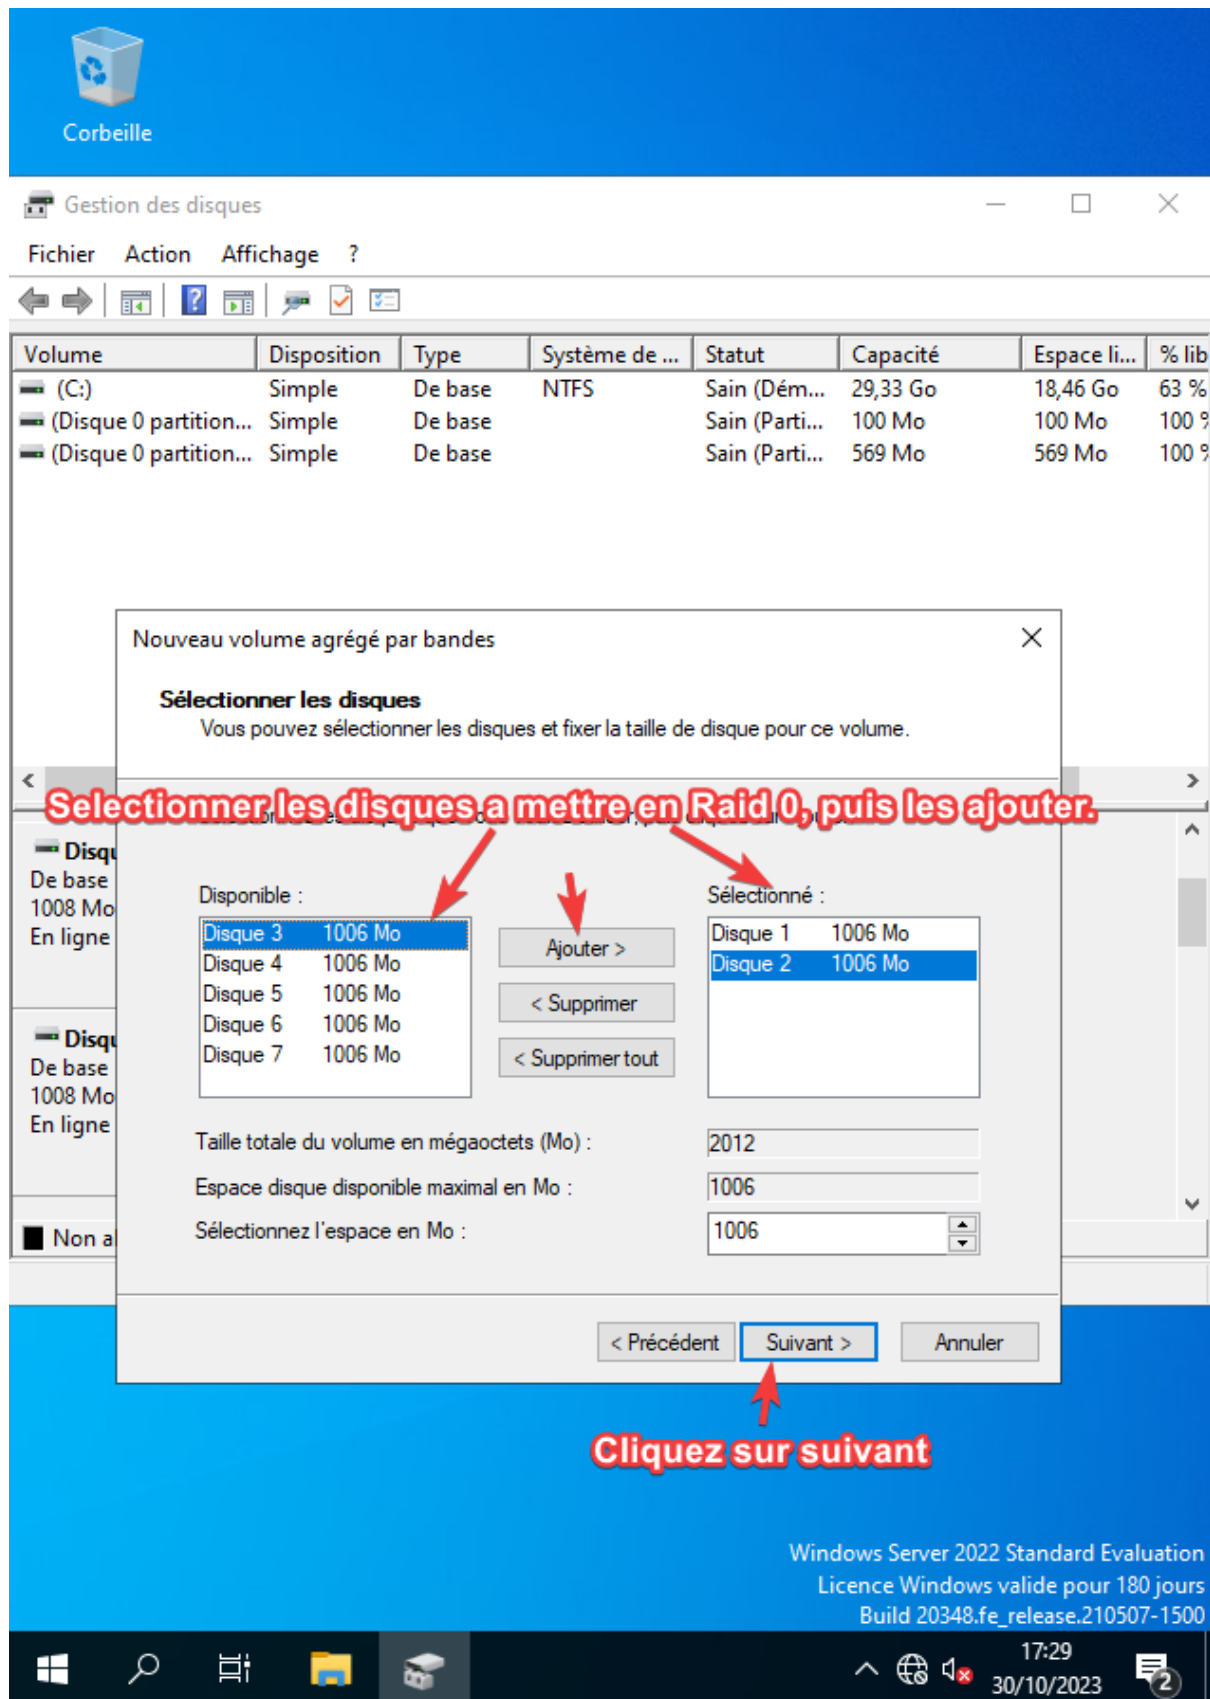 Corbeille
Gestion des disques
Fichier Action Affichage ?
Volume Disposition Type Système de ... Statut Capacité Espace li... % lib
(C:) Simple De base NTFS Sain (Dém... 29,33 Go 18,46 Go 63 %
(Disque 0 partition... Simple De base Sain (Parti... 100 Mo 100 Mo 100 %
(Disque 0 partition... Simple De base Sain (Parti... 569 Mo 569 Mo 100 %
Nouveau volume agrégé par bandes
Sélectionner les disques
Vous pouvez sélectionner les disques et fixer la taille de disque pour ce volume.
Selectionner les disques a mettre en Raid 0, puis les ajouter.
Disqu
De base
1008 Mo
En ligne
Disponible :
Disque 3 1006 Mo
Disque 4 1006 Mo
Disque 5 1006 Mo
Disque 6 1006 Mo
Disque 7 1006 Mo
Ajouter >
< Supprimer
< Supprimer tout
Sélectionné :
Disque 1 1006 Mo
Disque 2 1006 Mo
Disqu
De base
1008 Mo
En ligne
Taille totale du volume en mégaoctets (Mo) : 2012
Espace disque disponible maximal en Mo : 1006
Sélectionnez l'espace en Mo : 1006
Non al
< Précédent Suivant > Annuler
Cliquez sur suivant
Windows Server 2022 Standard Evaluation
Licence Windows valide pour 180 jours
Build 20348.fe_release.210507-1500
17:29
30/10/2023
2